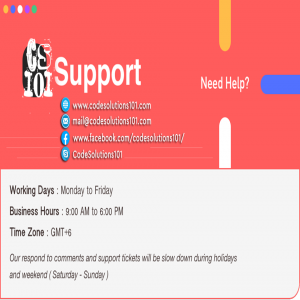 CS
101
Support
Need Help?
www.codesolutions101.com
mail@codesolutions101.com
www.facebook.com/codesolutions101/
CodeSolutions101
Working Days : Monday to Friday
Business Hours : 9:00 AM to 6:00 PM
Time Zone : GMT+6
Our respond to comments and support tickets will be slow down during holidays
and weekend ( Saturday - Sunday )